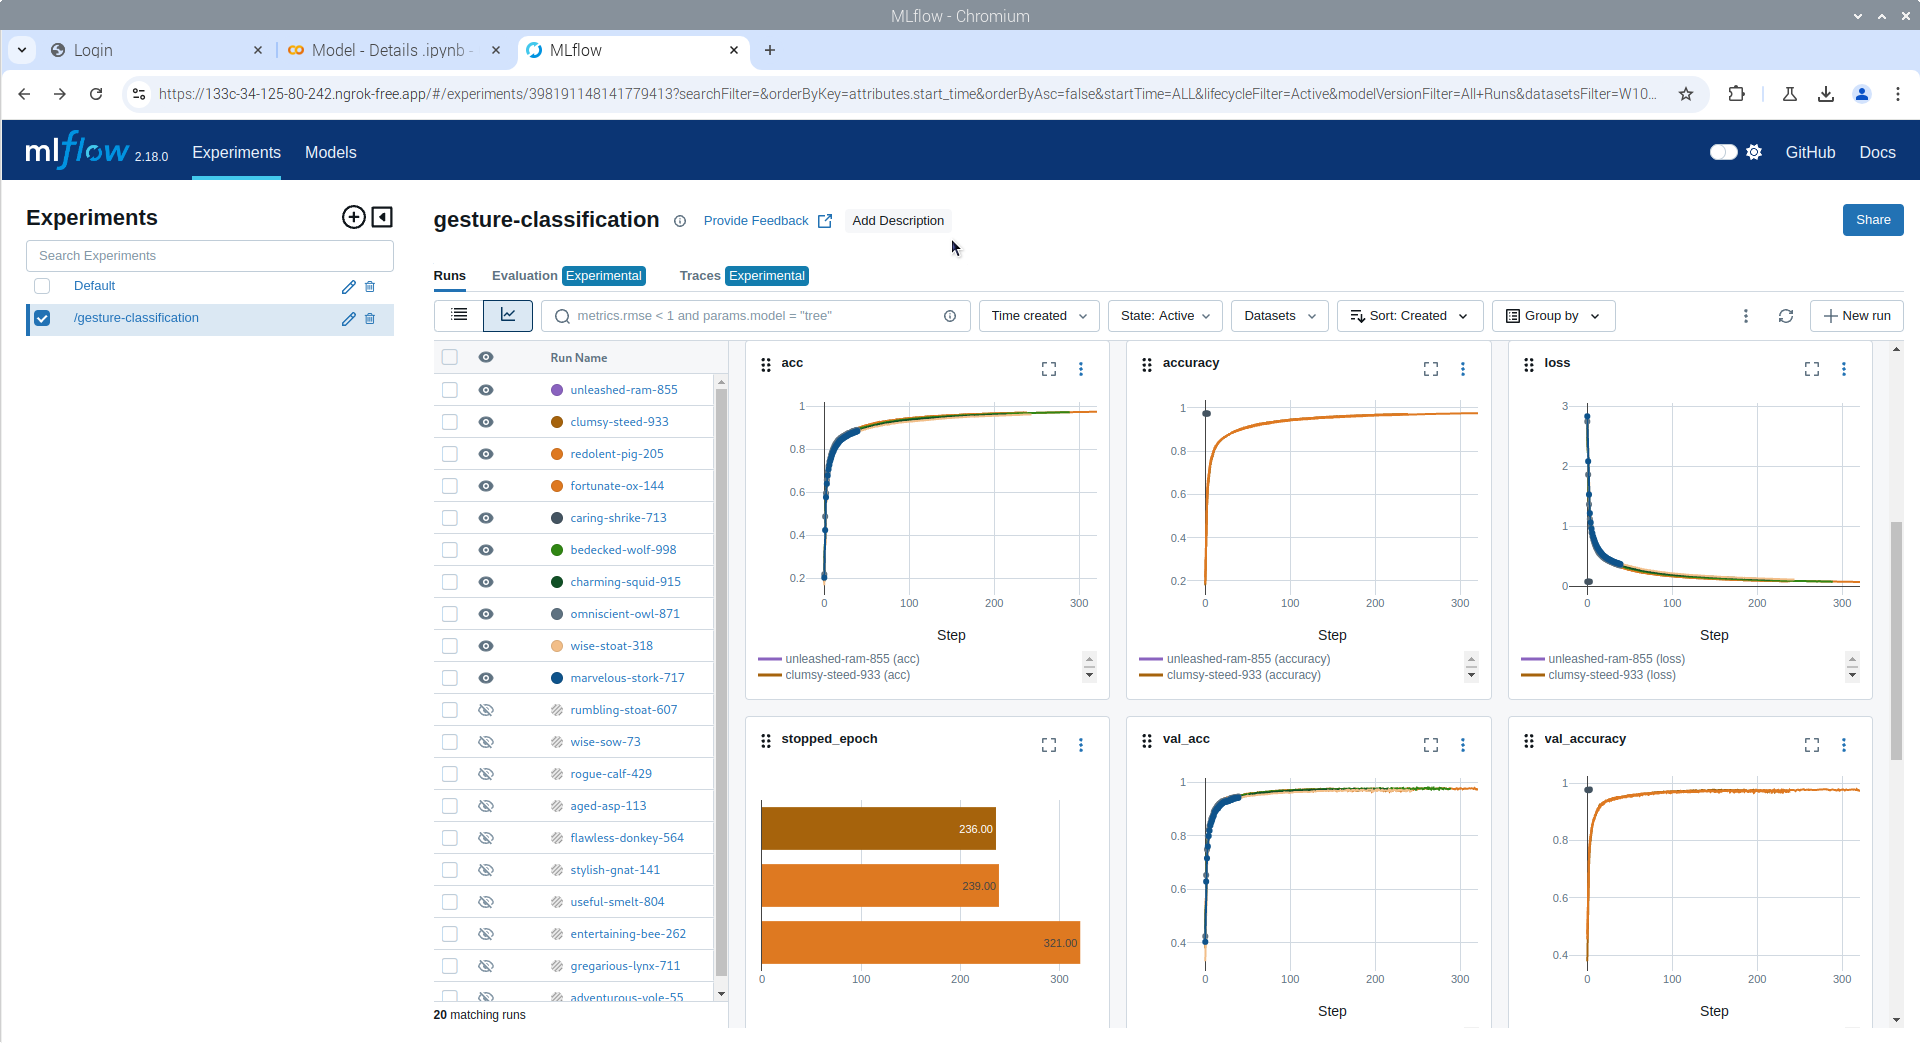 MLflow - Chromium
Login
Model - Details .ipynb -
MLflow
https://133c-34-125-80-242.ngrok-free.app/#/experiments/398191148141779413?searchFilter=&orderByKey=attributes.start_time&orderByAsc=false&startTime=ALL&lifecycleFilter=Active&modelVersionFilter=All+Runs&datasetsFilter=W10...
mlflow 2.18.0
Experiments
Models
GitHub
Docs
Experiments
Search Experiments
Default
/gesture-classification
gesture-classification
Provide Feedback
Add Description
Share
Runs
Evaluation Experimental
Traces Experimental
metrics.rmse < 1 and params.model = "tree"
Time created
State: Active
Datasets
Sort: Created
Group by
New run
Run Name
unleashed-ram-855
clumsy-steed-933
redolent-pig-205
fortunate-ox-144
caring-shrike-713
bedecked-wolf-998
charming-squid-915
omniscient-owl-871
wise-stoat-318
marvelous-stork-717
rumbling-stoat-607
wise-sow-73
rogue-calf-429
aged-asp-113
flawless-donkey-564
stylish-gnat-141
useful-smelt-804
entertaining-bee-262
gregarious-lynx-711
adventurous-vole-55
20 matching runs
acc
1
0.8
0.6
0.4
0.2
0 100 200 300
Step
unleashed-ram-855 (acc)
clumsy-steed-933 (acc)
accuracy
1
0.8
0.6
0.4
0.2
0 100 200 300
Step
unleashed-ram-855 (accuracy)
clumsy-steed-933 (accuracy)
loss
3
2
1
0
0 100 200 300
Step
unleashed-ram-855 (loss)
clumsy-steed-933 (loss)
stopped_epoch
236.00
239.00
321.00
0 100 200 300
val_acc
1
0.8
0.6
0.4
0 100 200 300
Step
val_accuracy
1
0.8
0.6
0.4
0 100 200 300
Step